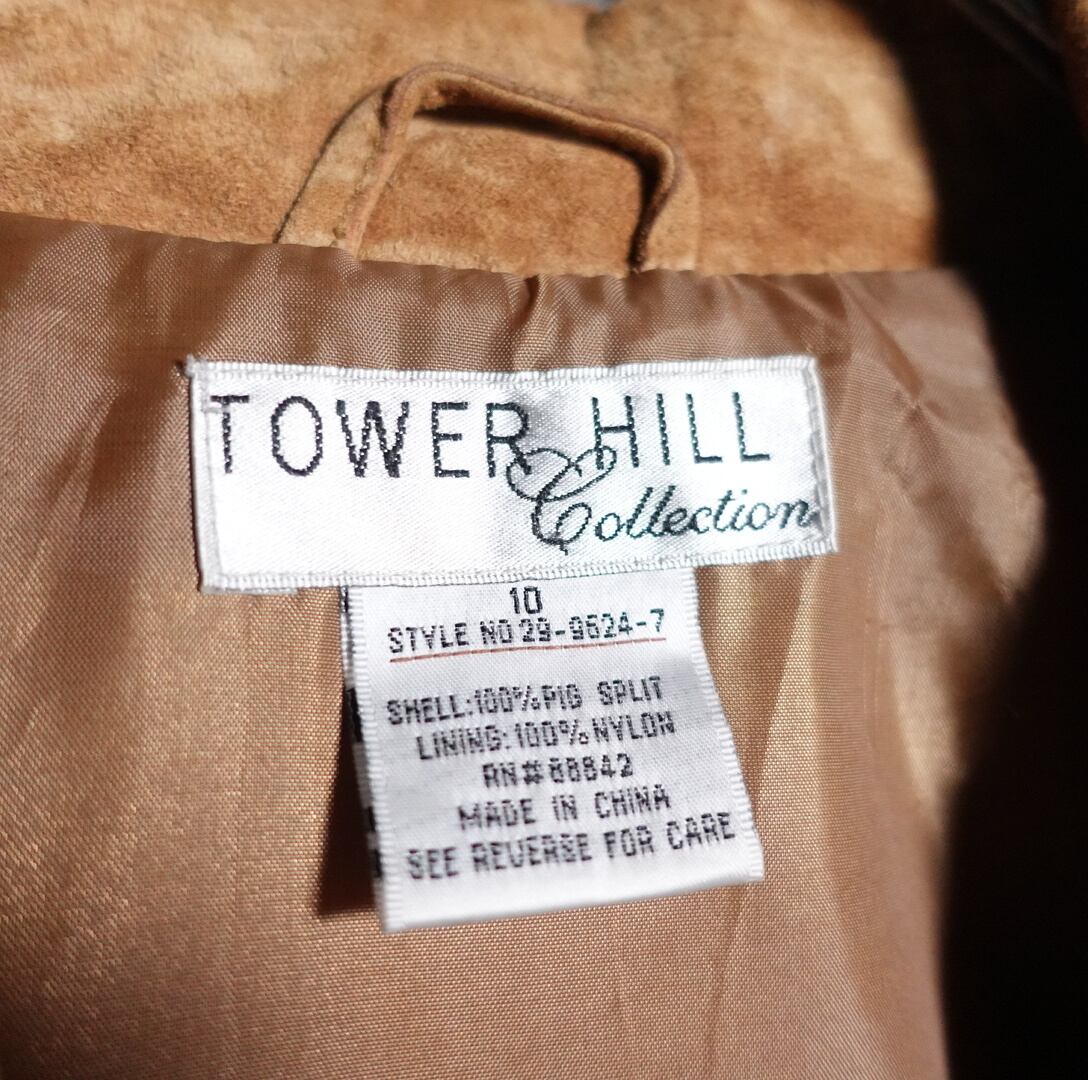 TOWER HILL
Collection
10
STYLE NO 29-9624-7
SHELL:100% PIG SPLIT
LINING:100% NYLON
RN#88842
MADE IN CHINA
SEE REVERSE FOR CARE